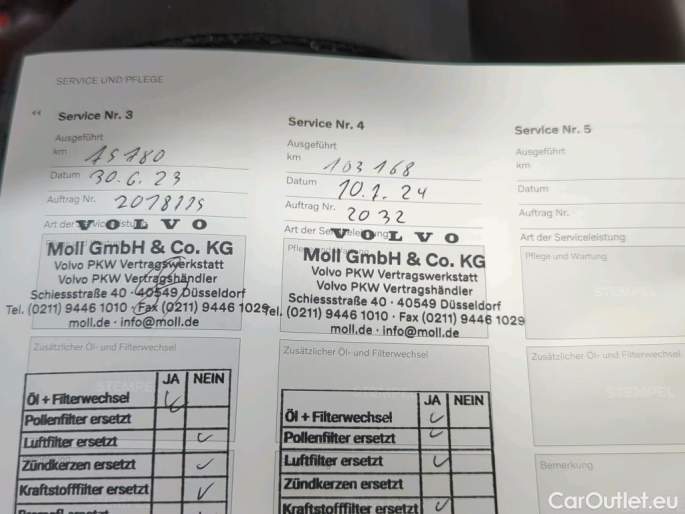 SERVICE UND PFLEGE
Service Nr. 3
Ausgeführt
km 75780
Datum 30.6.23
Auftrag Nr. 2018115
Art der Serviceleistung
VOLVO
Moll GmbH & Co. KG
Volvo PKW Vertragswerkstatt
Volvo PKW Vertragshändler
Schiessstraße 40 · 40549 Düsseldorf
Tel. (0211) 9446 1010 · Fax (0211) 9446 1029
moll.de · info@moll.de
Zusätzlicher Öl- und Filterwechsel
JA NEIN
Öl + Filterwechsel
Pollenfilter ersetzt
Luftfilter ersetzt
Zündkerzen ersetzt
Kraftstofffilter ersetzt
Service Nr. 4
Ausgeführt
km 103168
Datum 10.1.24
Auftrag Nr. 2032
Art der Serviceleistung
VOLVO
Moll GmbH & Co. KG
Volvo PKW Vertragswerkstatt
Volvo PKW Vertragshändler
Schiessstraße 40 · 40549 Düsseldorf
Tel. (0211) 9446 1010 · Fax (0211) 9446 1029
moll.de · info@moll.de
Zusätzlicher Öl- und Filterwechsel
JA NEIN
Öl + Filterwechsel
Pollenfilter ersetzt
Luftfilter ersetzt
Zündkerzen ersetzt
Kraftstofffilter ersetzt
Service Nr. 5
Ausgeführt
km
Datum
Auftrag Nr.
Art der Serviceleistung
Pflege und Wartung
STEMPEL
Zusätzlicher Öl- und Filterwechsel
STEMPEL
Bemerkung
CarOutlet.eu